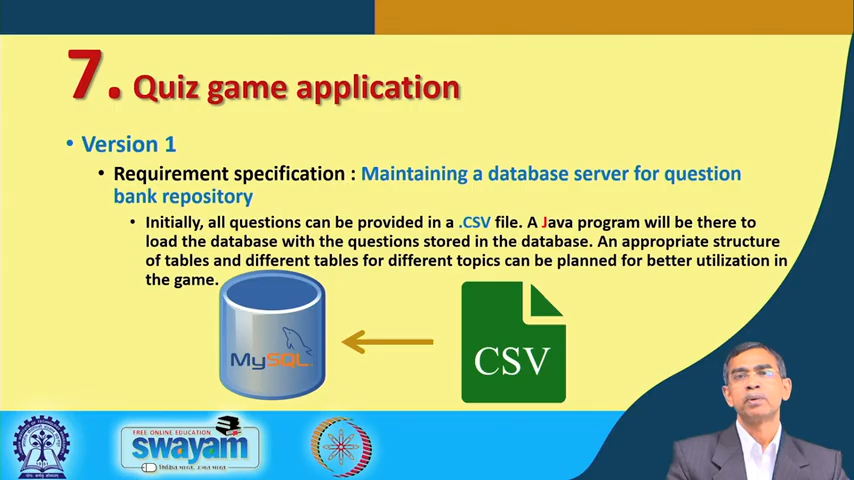 7. Quiz game application
• Version 1
• Requirement specification : Maintaining a database server for question
bank repository
• Initially, all questions can be provided in a .CSV file. A Java program will be there to
load the database with the questions stored in the database. An appropriate structure
of tables and different tables for different topics can be planned for better utilization in
the game.
MySQL
CSV
FREE ONLINE EDUCATION
swayam